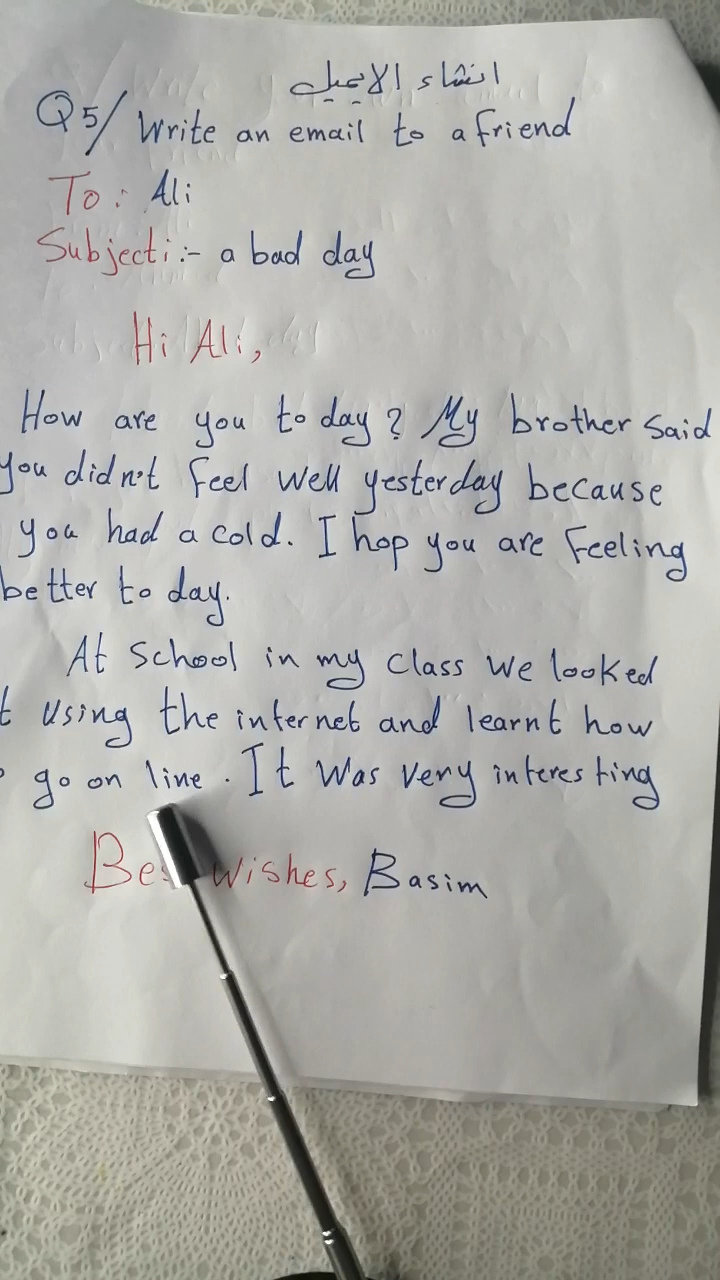 انشاء الايميل
Q5/ Write an email to a friend
To: Ali
Subject:- a bad day
Hi Ali,
How are you to day? My brother said
you didn't feel well yesterday because
you had a cold. I hop you are feeling
better to day.
At school in my class we looked
using the internet and learnt how
go on line. It was very interesting
wishes, Basim